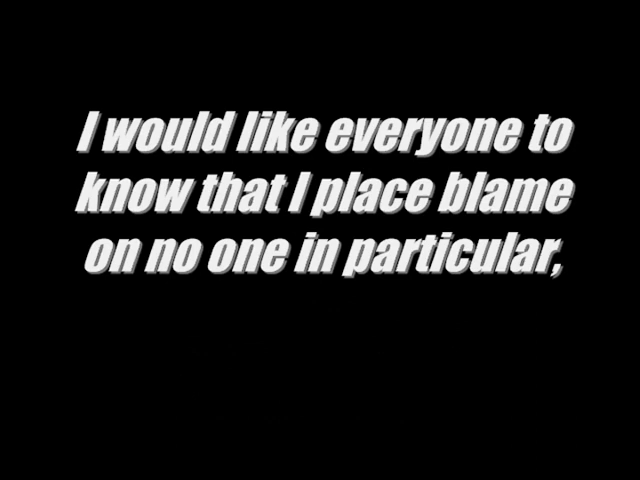 I would like everyone to
know that I place blame
on no one in particular,